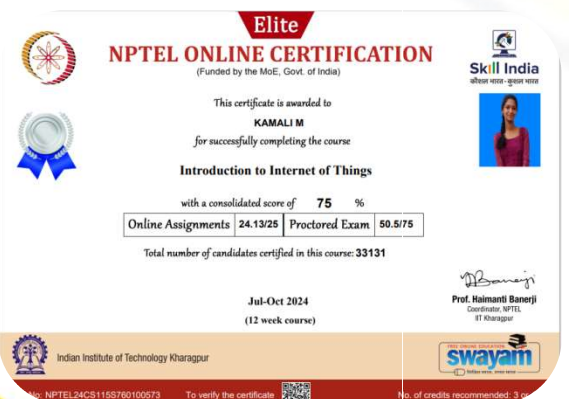 Elite
NPTEL ONLINE CERTIFICATION
(Funded by the MoE, Govt. of India)
Skill India
कौशल भारत - कुशल भारत
This certificate is awarded to
KAMALI M
for successfully completing the course
Introduction to Internet of Things
with a consolidated score of 75 %
Online Assignments 24.13/25 Proctored Exam 50.5/75
Total number of candidates certified in this course: 33131
Jul-Oct 2024
(12 week course)
Prof. Haimanti Banerji
Coordinator, NPTEL
IIT Kharagpur
Indian Institute of Technology Kharagpur
FREE ONLINE EDUCATION
swayam
No: NPTEL24CS115S760100573 To verify the certificate No. of credits recommended: 3 or